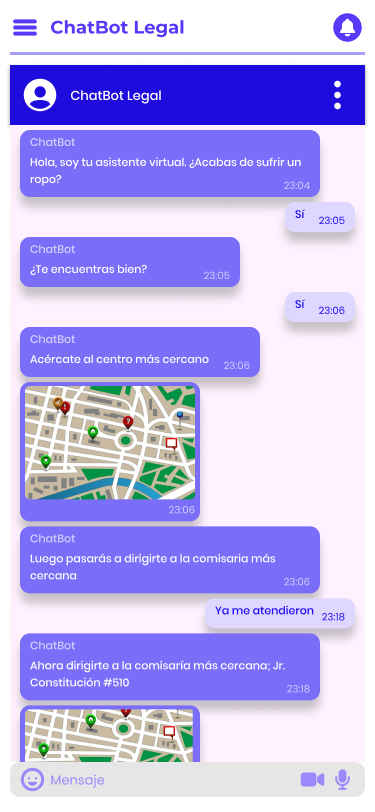 ChatBot Legal
ChatBot Legal
ChatBot
Hola, soy tu asistente virtual. ¿Acabas de sufrir un
ropo?
23:04
Sí 23:05
ChatBot
¿Te encuentras bien?
23:05
Sí 23:06
ChatBot
Acércate al centro más cercano
23:06
23:06
ChatBot
Luego pasarás a dirigirte a la comisaria más
cercana
23:06
Ya me atendieron 23:18
ChatBot
Ahora dirigirte a la comisaría más cercana; Jr.
Constitución #510
23:18
Mensaje